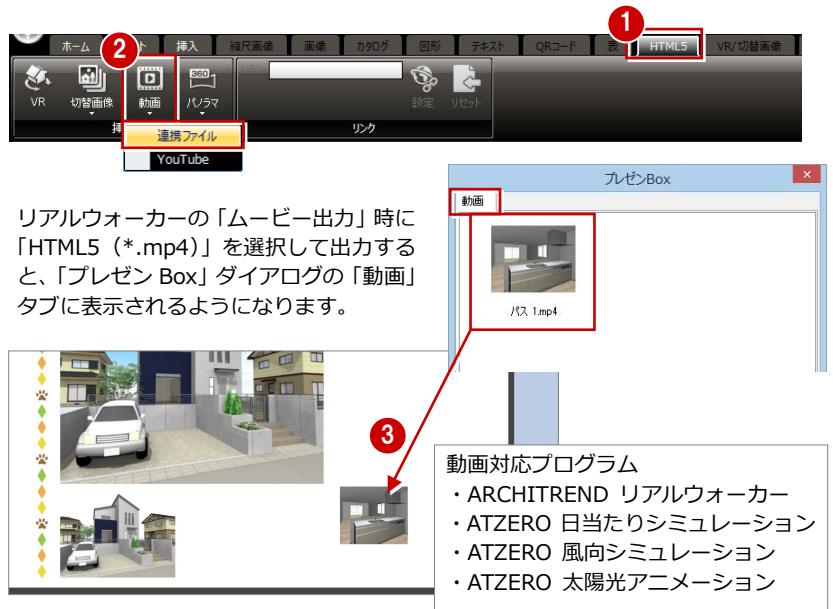 1
ホーム
挿入
縮尺画像
画像
カタログ
図形
テキスト
QRコード
表
HTML5
VR/切替画像
2
VR
切替画像
動画
360
パノラマ
設定
リセット
リンク
連携ファイル
YouTube
プレゼンBox
×
動画
パス 1.mp4
リアルウォーカーの「ムービー出力」時に
「HTML5（*.mp4）」を選択して出力する
と、「プレゼン Box」ダイアログの「動画」
タブに表示されるようになります。
3
動画対応プログラム
・ARCHITREND リアルウォーカー
・ATZERO 日当たりシミュレーション
・ATZERO 風向シミュレーション
・ATZERO 太陽光アニメーション